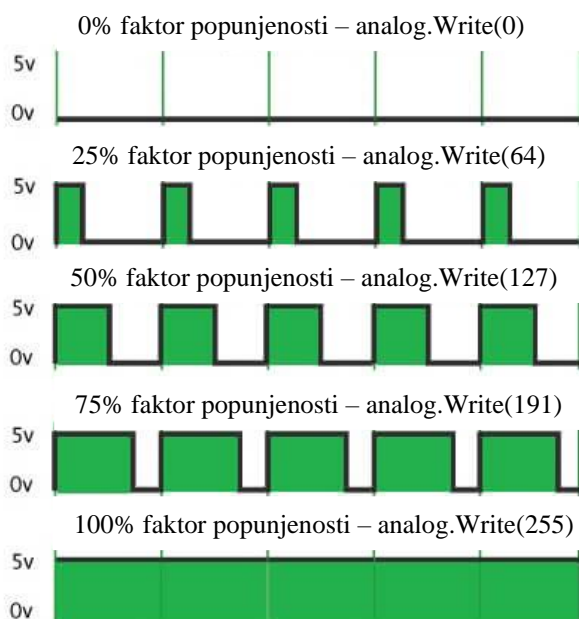 0% faktor popunjenosti – analog.Write(0)
5v
0v
25% faktor popunjenosti – analog.Write(64)
5v
0v
50% faktor popunjenosti – analog.Write(127)
5v
0v
75% faktor popunjenosti – analog.Write(191)
5v
0v
100% faktor popunjenosti – analog.Write(255)
5v
0v